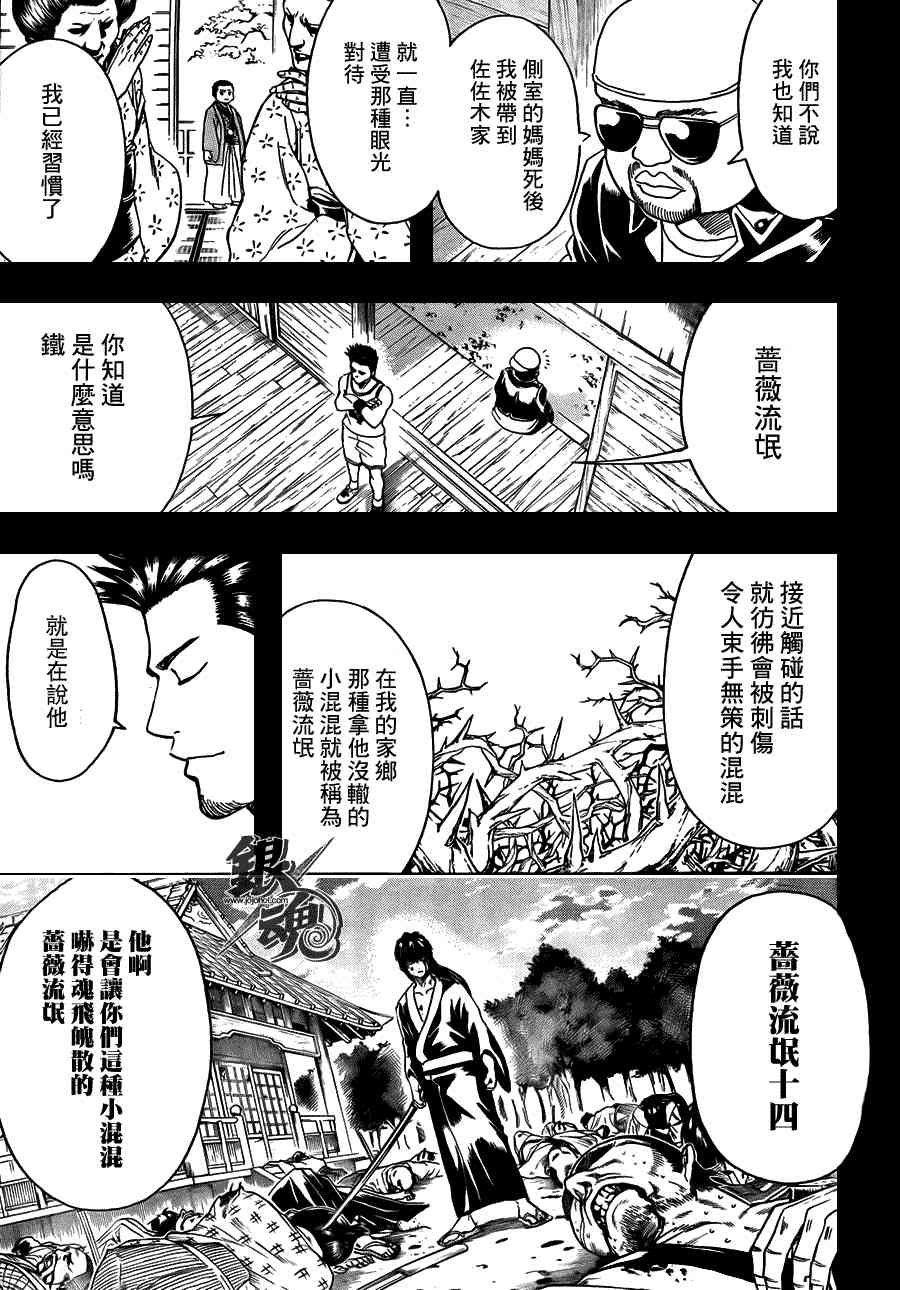 你們不說
我也知道
側室的媽媽死後
我被帶到
佐佐木家
就一直…
遭受那種眼光
對待
我已經習慣了
薔薇流氓
你知道
是什麼意思嗎
鐵
接近觸碰的話
就彷彿會被刺傷
令人束手無策的混混
在我的家鄉
那種拿他沒轍的
小混混就被稱為
薔薇流氓
就是在說他
銀魂
www.jojohot.com
薔薇流氓十四
他啊
是會讓你們這種小混混
嚇得魂飛魄散的
薔薇流氓